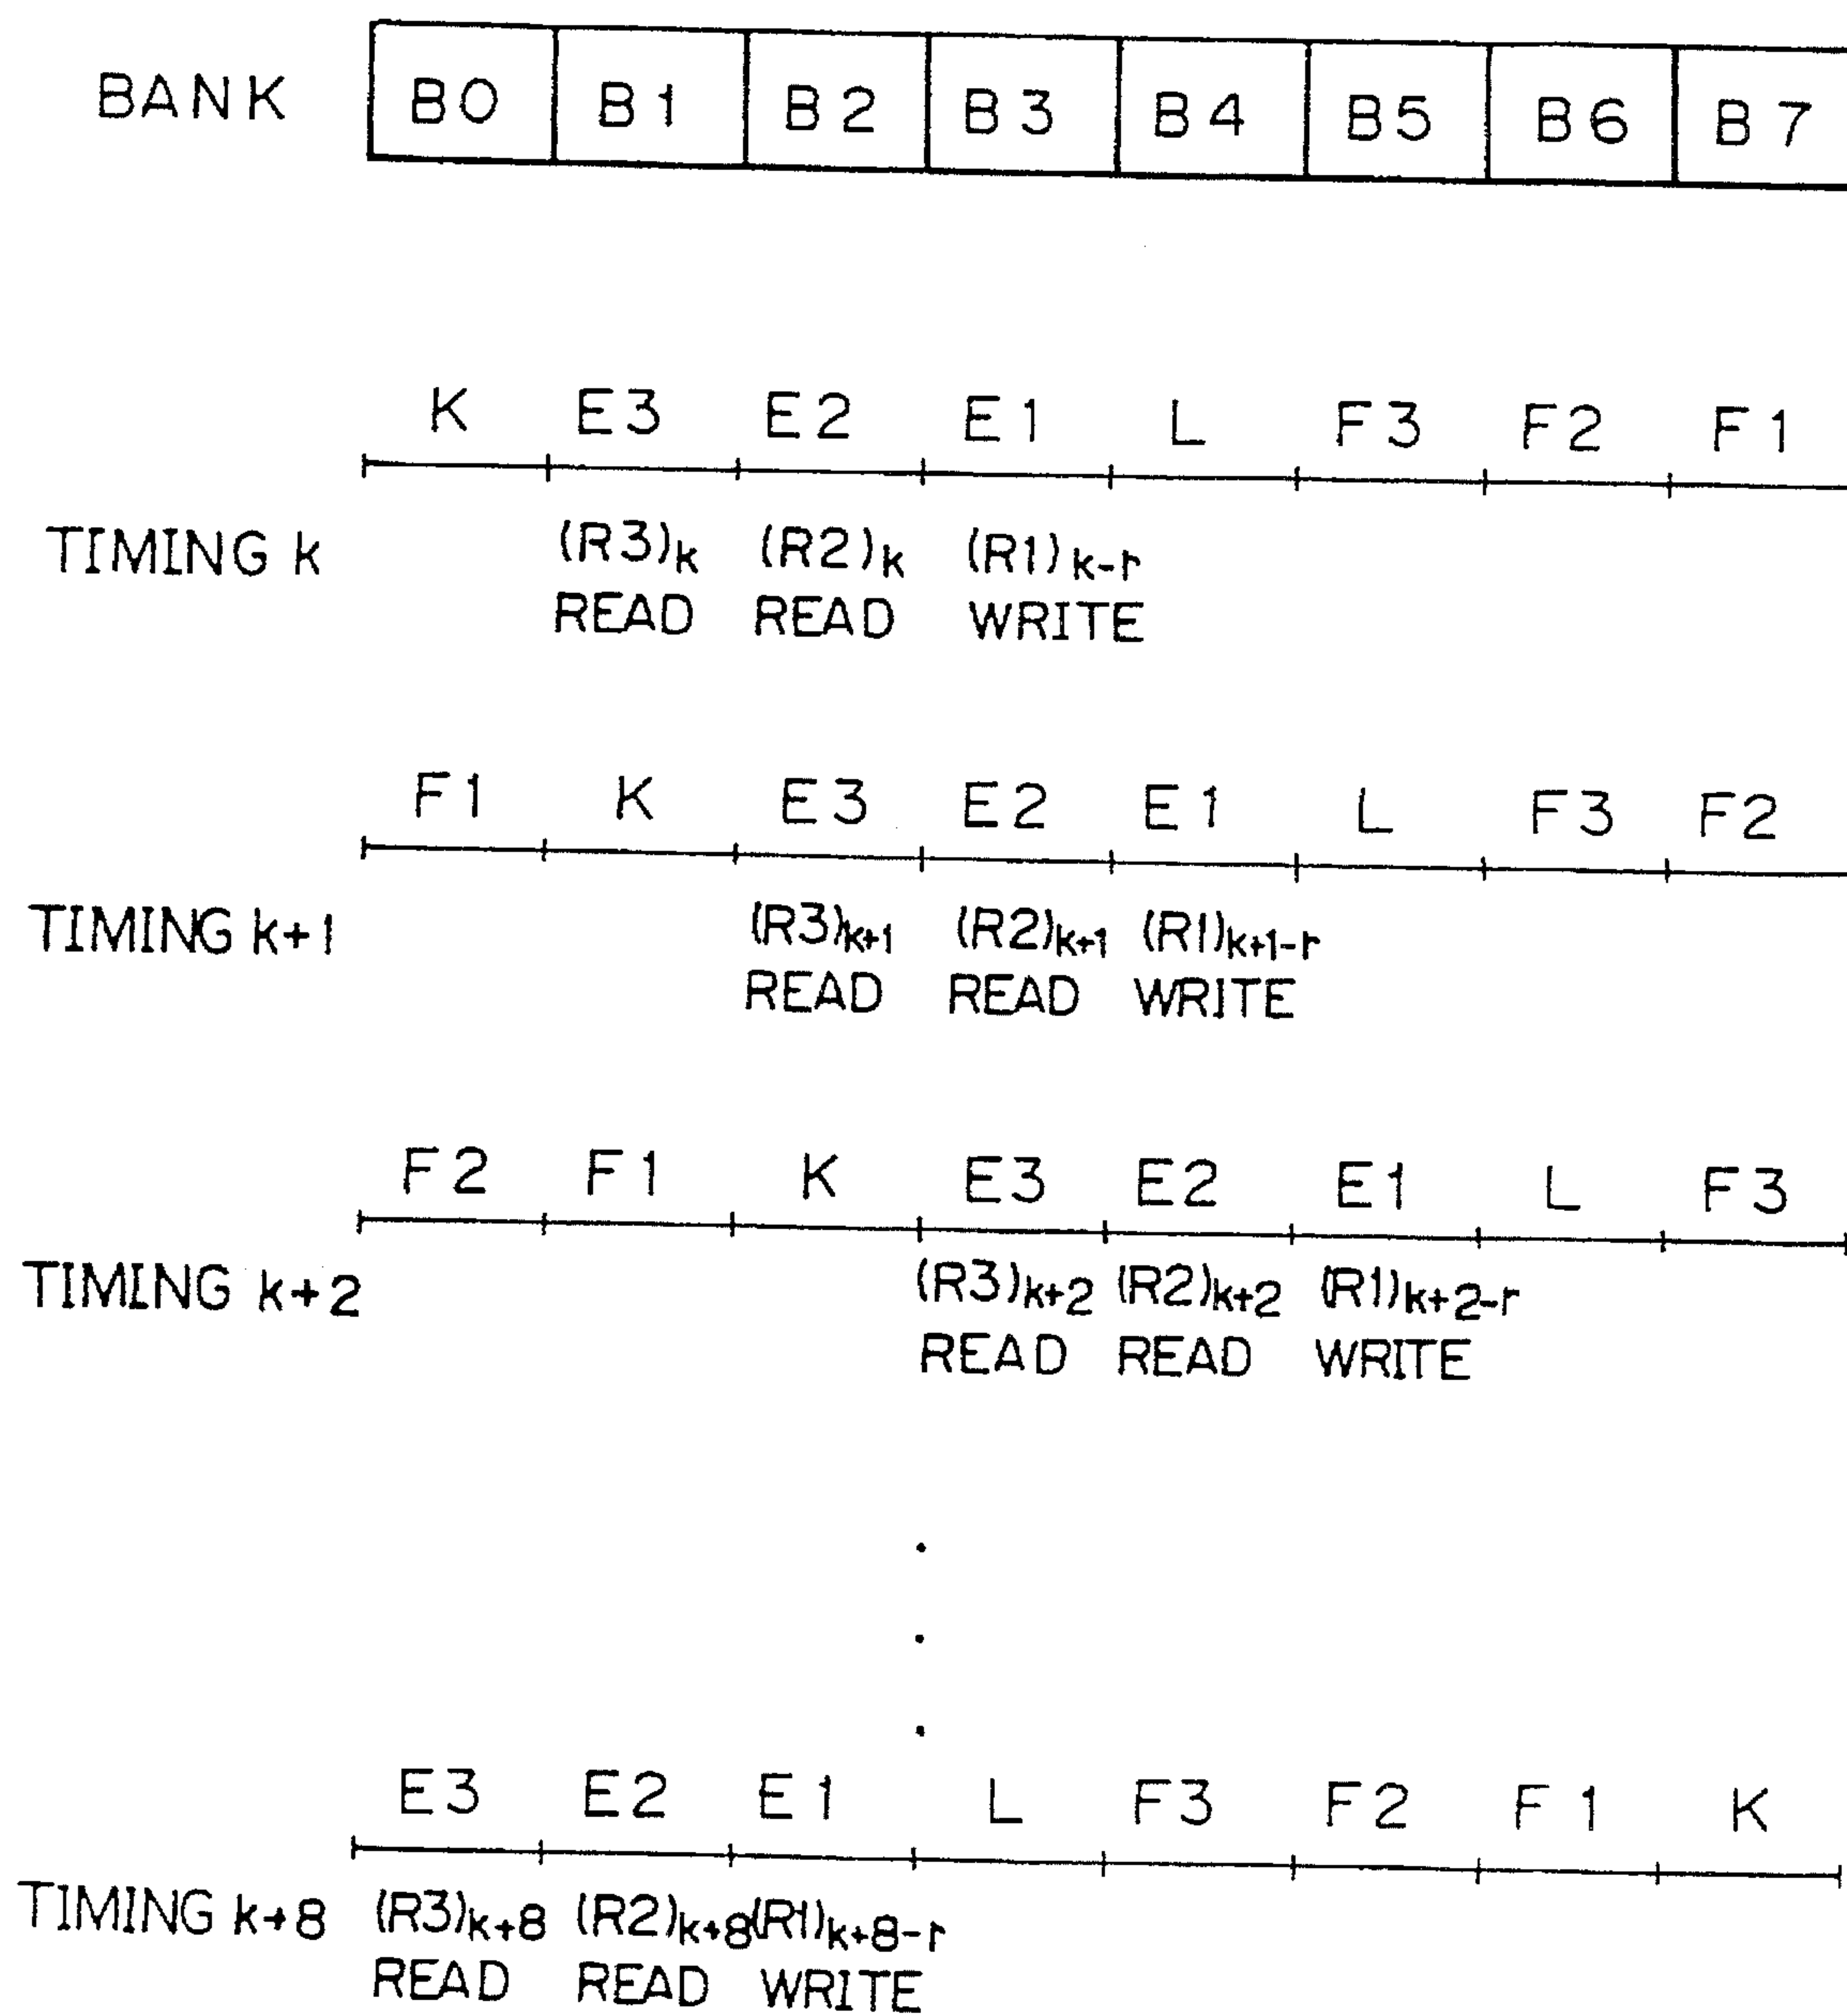 BANK B0 B1 B2 B3 B4 B5 B6 B7
K E3 E2 E1 L F3 F2 F1
TIMING k (R3)k (R2)k (R1)k-r
READ READ WRITE
F1 K E3 E2 E1 L F3 F2
TIMING k+1 (R3)k+1 (R2)k+1 (R1)k+1-r
READ READ WRITE
F2 F1 K E3 E2 E1 L F3
TIMING k+2 (R3)k+2 (R2)k+2 (R1)k+2-r
READ READ WRITE
E3 E2 E1 L F3 F2 F1 K
TIMING k+8 (R3)k+8 (R2)k+8 (R1)k+8-r
READ READ WRITE